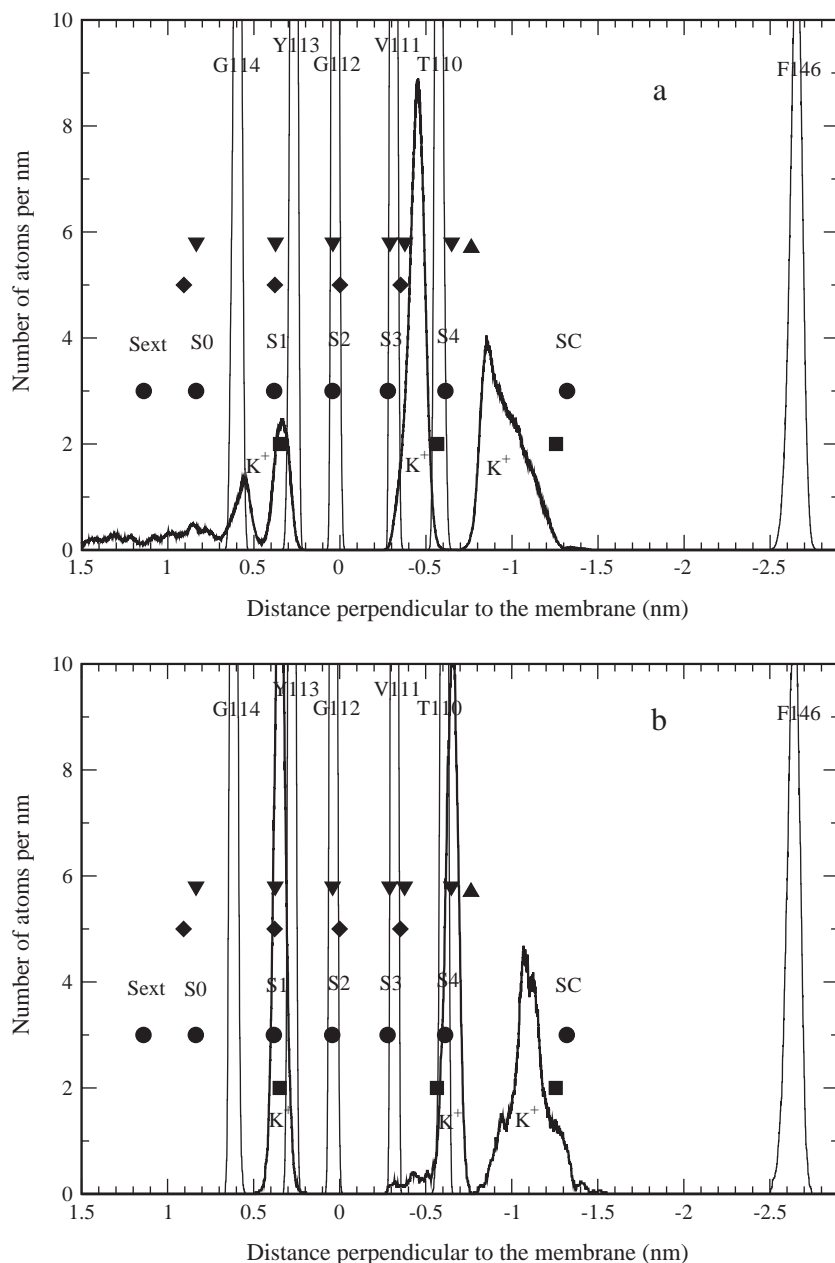 10
Y113
V111
G114
G112
T110
F146
a
8
6
4
Sext
S0
S1
S2
S3
S4
SC
2
K+
K+
K+
0
1.5
1
0.5
0
-0.5
-1
-1.5
-2
-2.5
Number of atoms per nm
Distance perpendicular to the membrane (nm)
10
Y113
V111
G114
G112
T110
F146
b
8
6
4
Sext
S0
S1
S2
S3
S4
SC
2
K+
K+
K+
0
1.5
1
0.5
0
-0.5
-1
-1.5
-2
-2.5
Number of atoms per nm
Distance perpendicular to the membrane (nm)